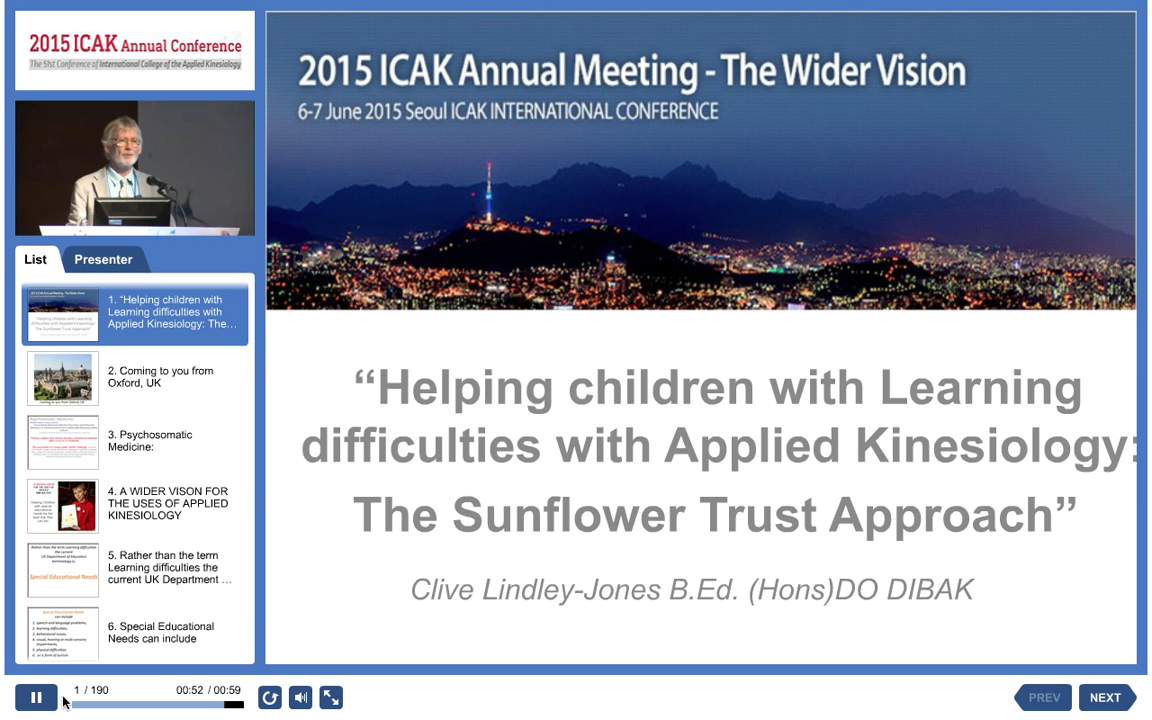 2015 ICAK Annual Conference
The 51st Conference of International College of the Applied Kinesiology
List
Presenter
1. “Helping children with
Learning difficulties with
Applied Kinesiology: The...
2. Coming to you from
Oxford, UK
3. Psychosomatic
Medicine:
4. A WIDER VISON FOR
THE USES OF APPLIED
KINESIOLOGY
5. Rather than the term
Learning difficulties the
current UK Department ...
Special Educational Needs
6. Special Educational
Needs can include
2015 ICAK Annual Meeting - The Wider Vision
6-7 June 2015 Seoul ICAK INTERNATIONAL CONFERENCE
“Helping children with Learning
difficulties with Applied Kinesiology:
The Sunflower Trust Approach”
Clive Lindley-Jones B.Ed. (Hons)DO DIBAK
1 / 190
00:52 / 00:59
PREV
NEXT